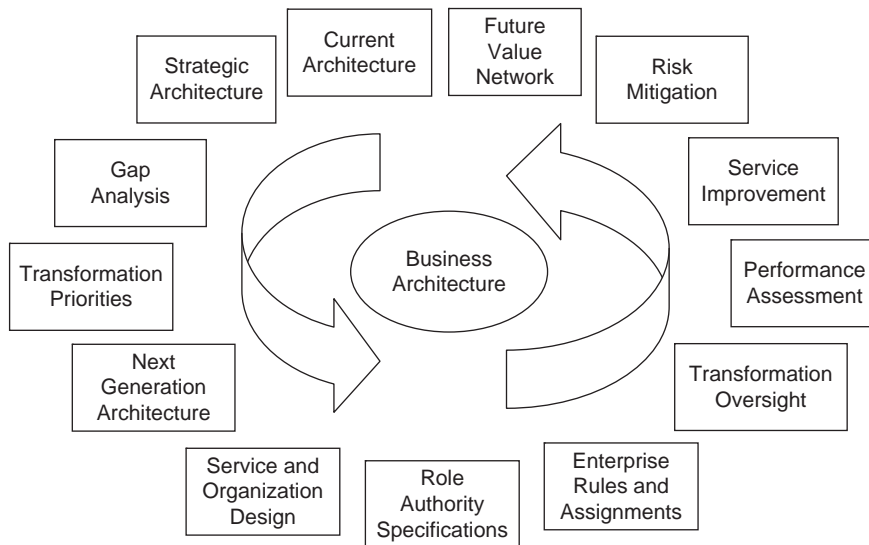 Current
Architecture
Future
Value
Network
Strategic
Architecture
Risk
Mitigation
Gap
Analysis
Service
Improvement
Business
Architecture
Transformation
Priorities
Performance
Assessment
Next
Generation
Architecture
Transformation
Oversight
Service and
Organization
Design
Role
Authority
Specifications
Enterprise
Rules and
Assignments